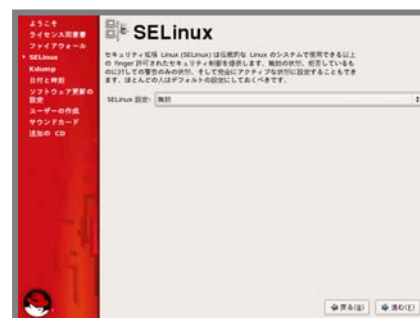 ようこそ
ライセンス同意書
ファイアウォール
SELinux
Kdump
日付と時刻
ソフトウェア更新の
設定
ユーザーの作成
サウンドカード
追加の CD
SELinux
セキュリティ拡張 Linux (SELinux) は伝統的な Linux のシステムで使用できる以上
の finger 許可されたセキュリティ制御を提供します。無効の状態、拒否しているも
のに対しての警告のみの状態、そして完全にアクティブな状態に設定することもでき
ます。ほとんどの人はデフォルトの設定にしておくべきです。
SELinux 設定: 無効
戻る(B)
進む(F)